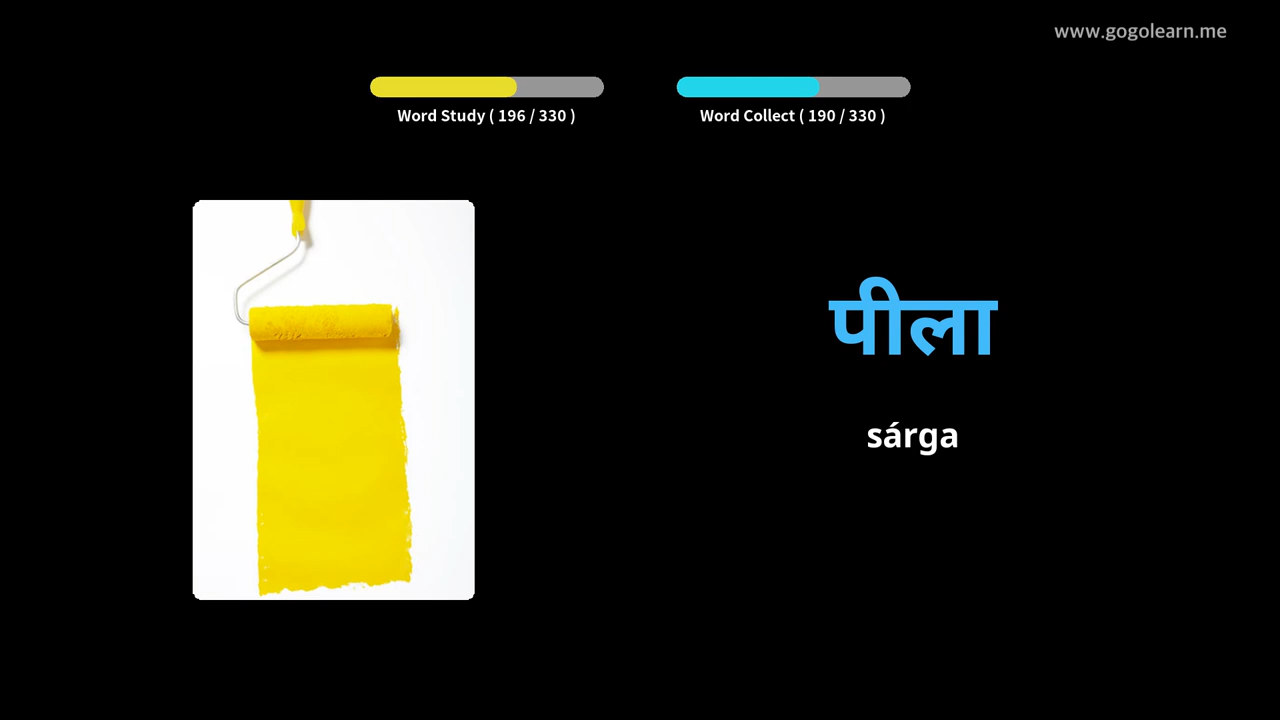 www.gogolearn.me
Word Study ( 196 / 330 )
Word Collect ( 190 / 330 )
पीला
sárga